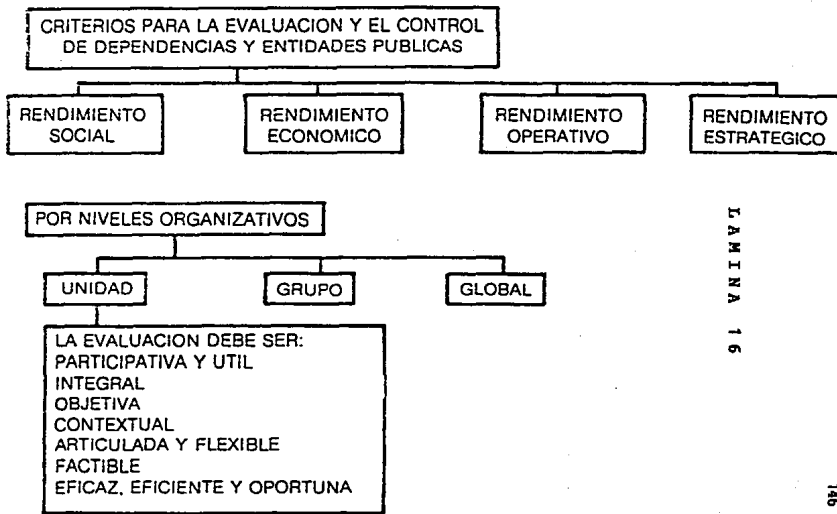 CRITERIOS PARA LA EVALUACION Y EL CONTROL
DE DEPENDENCIAS Y ENTIDADES PUBLICAS
RENDIMIENTO
SOCIAL
RENDIMIENTO
ECONOMICO
RENDIMIENTO
OPERATIVO
RENDIMIENTO
ESTRATEGICO
POR NIVELES ORGANIZATIVOS
UNIDAD
GRUPO
GLOBAL
LA EVALUACION DEBE SER:
PARTICIPATIVA Y UTIL
INTEGRAL
OBJETIVA
CONTEXTUAL
ARTICULADA Y FLEXIBLE
FACTIBLE
EFICAZ, EFICIENTE Y OPORTUNA
LAMINA 16
146